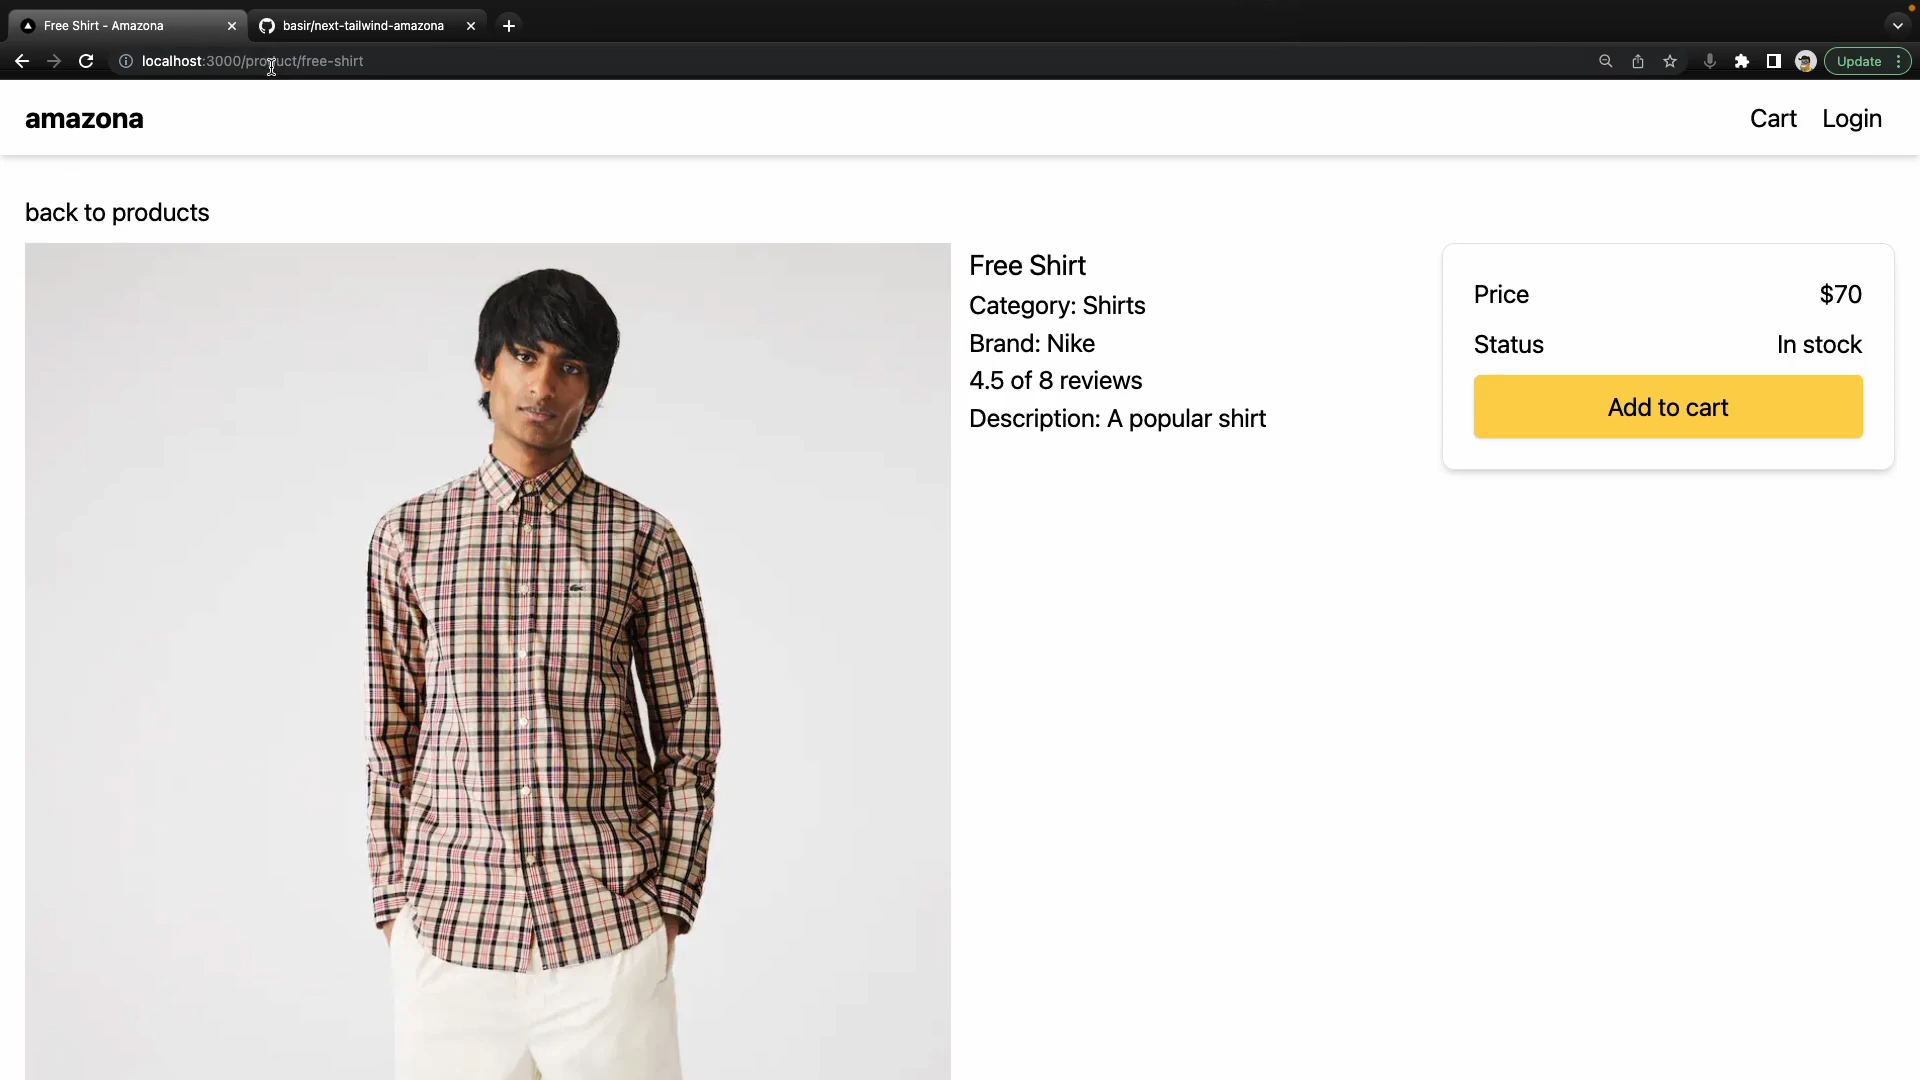 Free Shirt - Amazona
basir/next-tailwind-amazona
localhost:3000/product/free-shirt
Update
amazona
Cart
Login
back to products
Free Shirt
Category: Shirts
Brand: Nike
4.5 of 8 reviews
Description: A popular shirt
Price
$70
Status
In stock
Add to cart